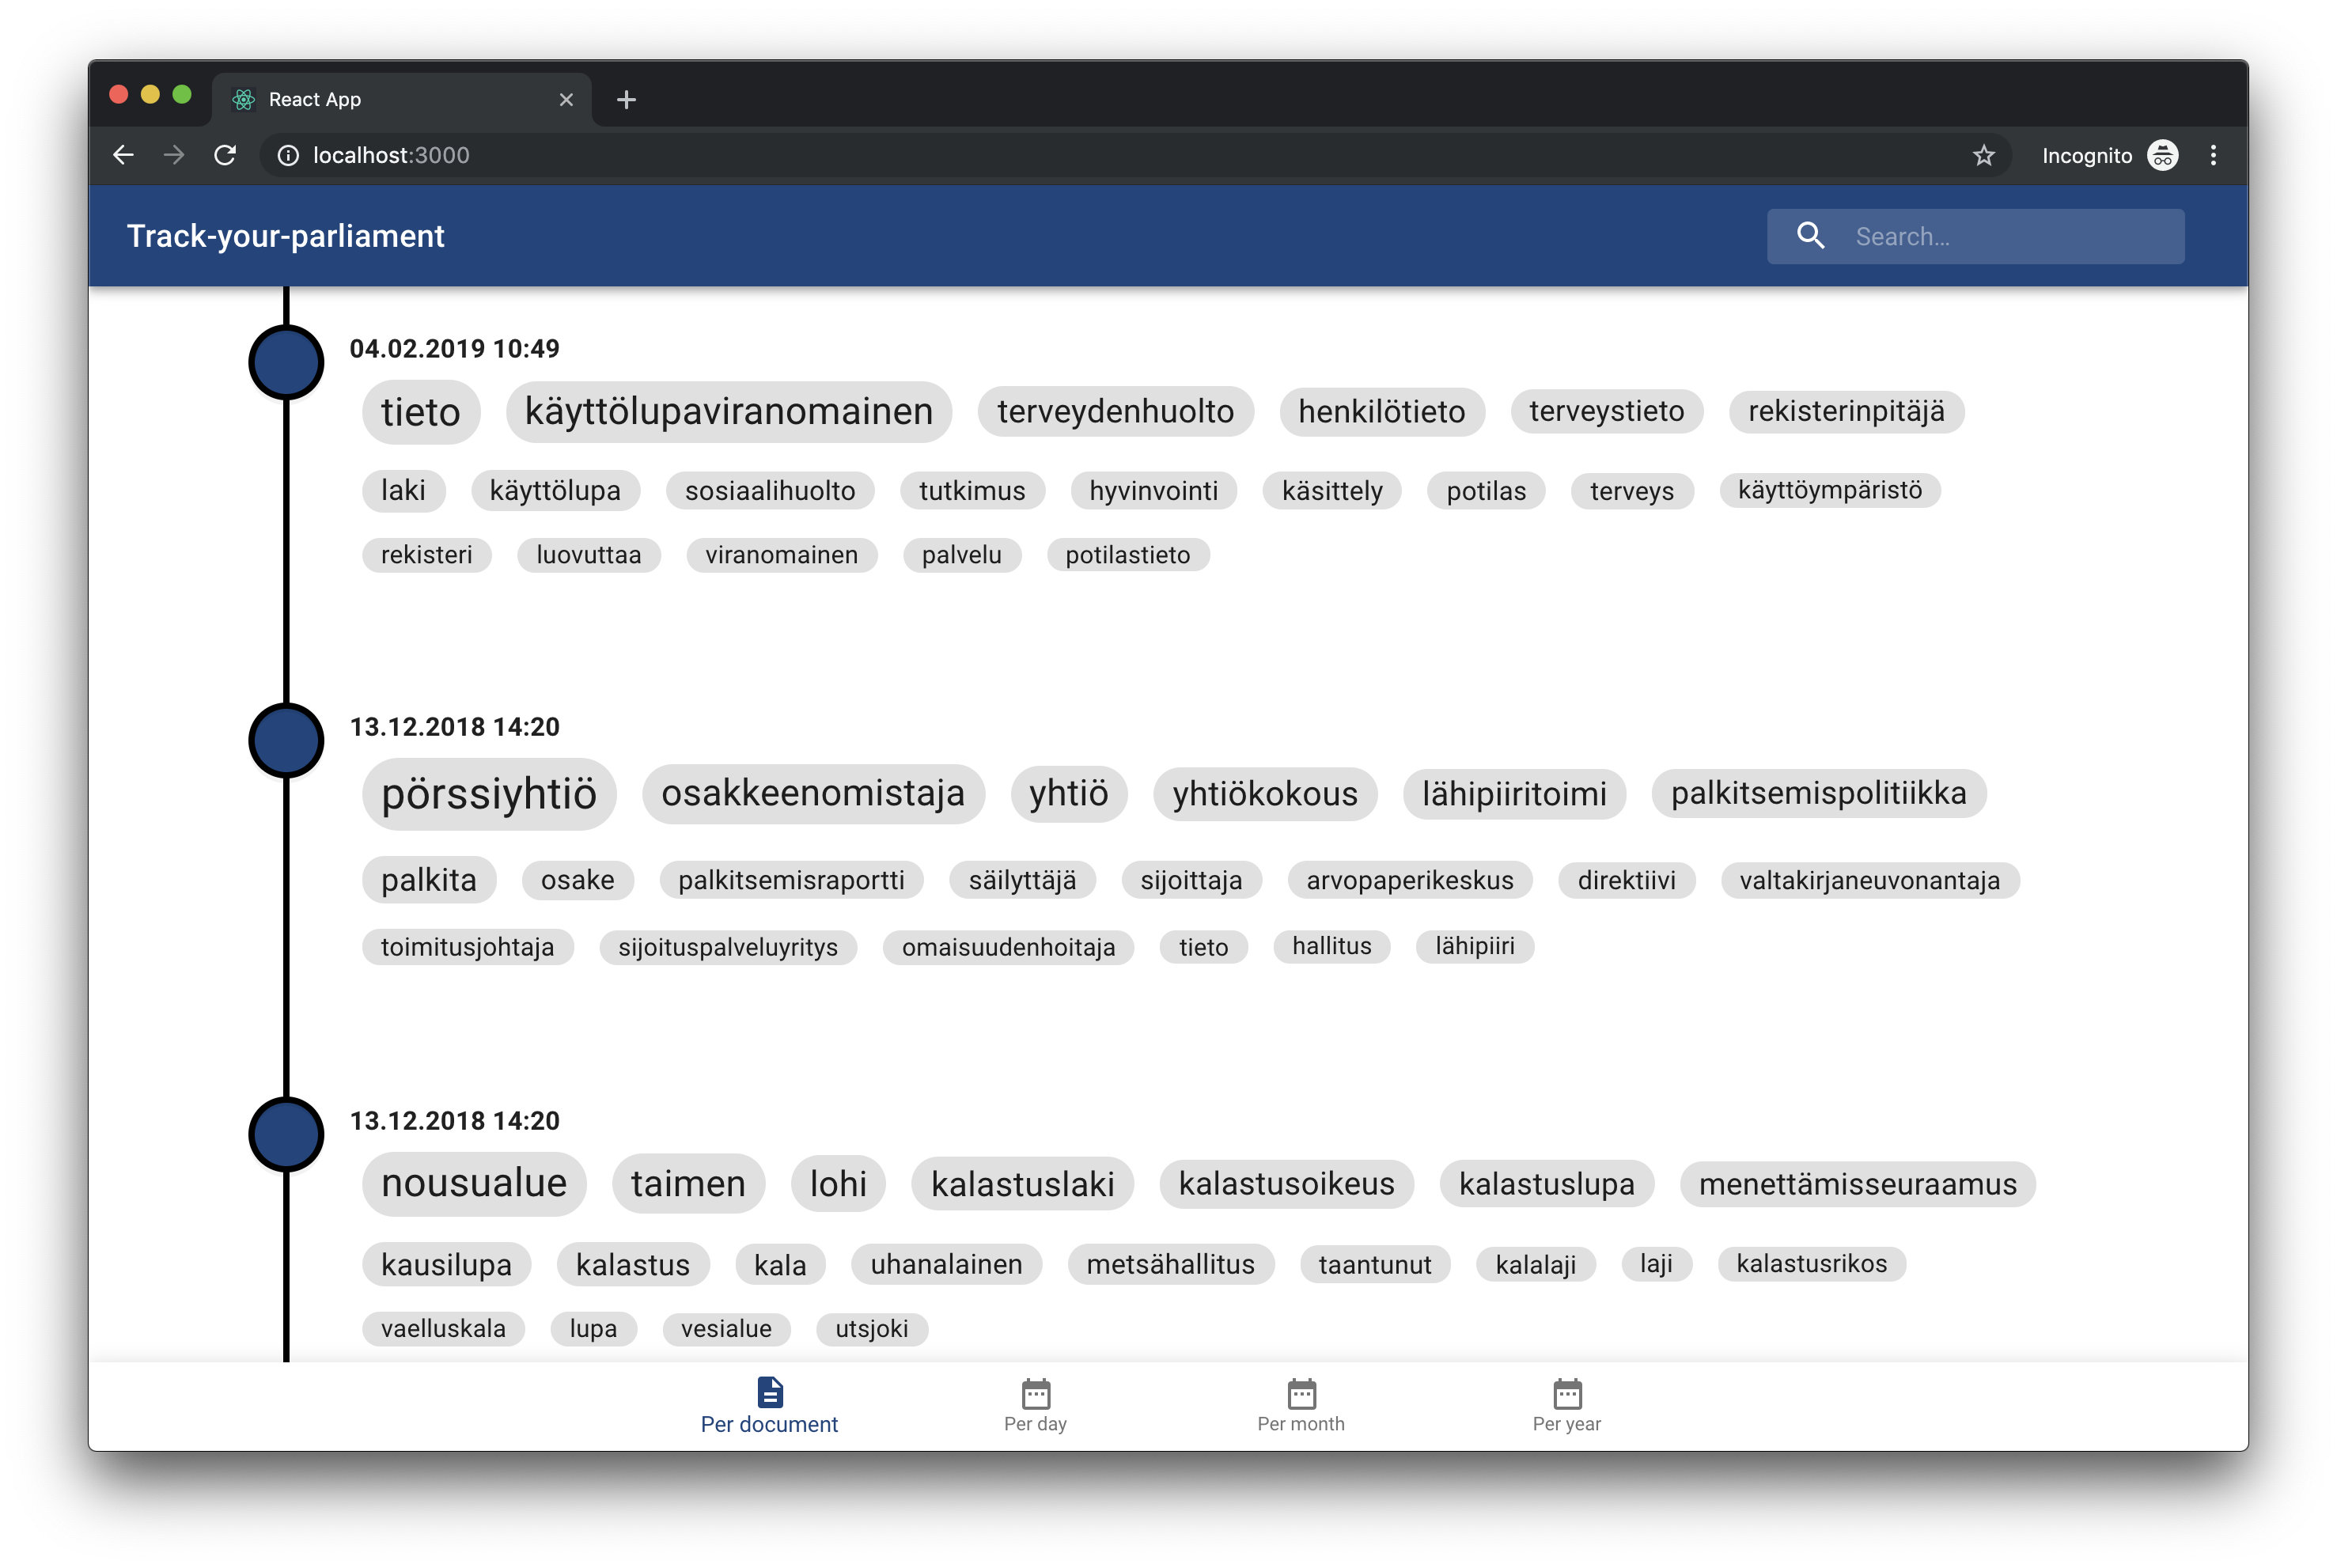 React App
localhost:3000
Incognito
Track-your-parliament
Search...
04.02.2019 10:49
tieto käyttölupaviranomainen terveydenhuolto henkilötieto terveystieto rekisterinpitäjä
laki käyttölupa sosiaalihuolto tutkimus hyvinvointi käsittely potilas terveys käyttöympäristö
rekisteri luovuttaa viranomainen palvelu potilastieto
13.12.2018 14:20
pörssiyhtiö osakkeenomistaja yhtiö yhtiökokous lähipiiritoimi palkitsemispolitiikka
palkita osake palkitsemisraportti säilyttäjä sijoittaja arvopaperikeskus direktiivi valtakirjaneuvonantaja
toimitusjohtaja sijoituspalveluyritys omaisuudenhoitaja tieto hallitus lähipiiri
13.12.2018 14:20
nousualue taimen lohi kalastuslaki kalastusoikeus kalastuslupa menettämisseuraamus
kausilupa kalastus kala uhanalainen metsähallitus taantunut kalalaji laji kalastusrikos
vaelluskala lupa vesialue utsjoki
Per document Per day Per month Per year